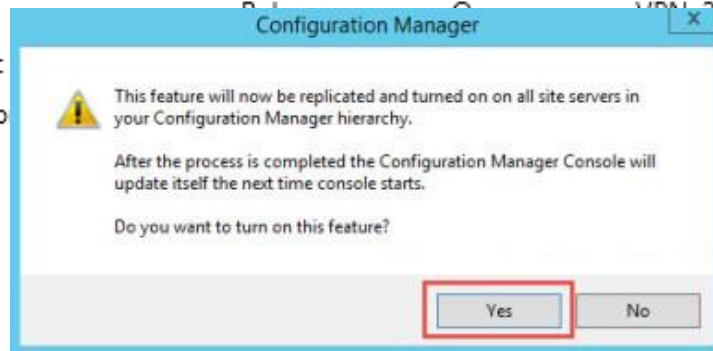 Configuration Manager
This feature will now be replicated and turned on on all site servers in
your Configuration Manager hierarchy.
After the process is completed the Configuration Manager Console will
update itself the next time console starts.
Do you want to turn on this feature?
Yes
No